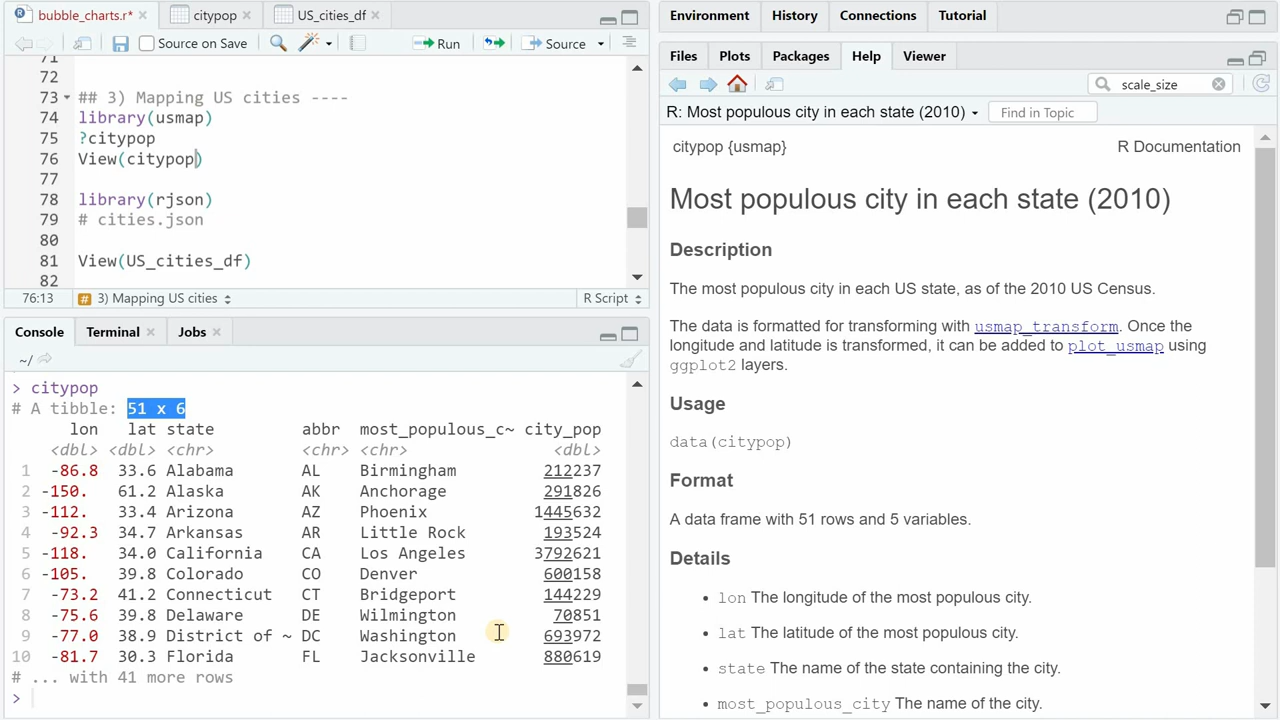 bubble_charts.r*
citypop
US_cities_df
Source on Save
Run
Source
71
72
73 ## 3) Mapping US cities ----
74 library(usmap)
75 ?citypop
76 View(citypop)
77
78 library(rjson)
79 # cities.json
80
81 View(US_cities_df)
82
76:13 # 3) Mapping US cities R Script
Console Terminal Jobs
~/
> citypop
# A tibble: 51 x 6
lon lat state abbr most_populous_c~ city_pop
<dbl> <dbl> <chr> <chr> <chr> <dbl>
1 -86.8 33.6 Alabama AL Birmingham 212237
2 -150. 61.2 Alaska AK Anchorage 291826
3 -112. 33.4 Arizona AZ Phoenix 1445632
4 -92.3 34.7 Arkansas AR Little Rock 193524
5 -118. 34.0 California CA Los Angeles 3792621
6 -105. 39.8 Colorado CO Denver 600158
7 -73.2 41.2 Connecticut CT Bridgeport 144229
8 -75.6 39.8 Delaware DE Wilmington 70851
9 -77.0 38.9 District of ~ DC Washington 693972
10 -81.7 30.3 Florida FL Jacksonville 880619
# ... with 41 more rows
>
Environment History Connections Tutorial
Files Plots Packages Help Viewer
scale_size
R: Most populous city in each state (2010) Find in Topic
citypop {usmap} R Documentation
Most populous city in each state (2010)
Description
The most populous city in each US state, as of the 2010 US Census.
The data is formatted for transforming with usmap_transform. Once the
longitude and latitude is transformed, it can be added to plot_usmap using
ggplot2 layers.
Usage
data(citypop)
Format
A data frame with 51 rows and 5 variables.
Details
• lon The longitude of the most populous city.
• lat The latitude of the most populous city.
• state The name of the state containing the city.
• most_populous_city The name of the city.